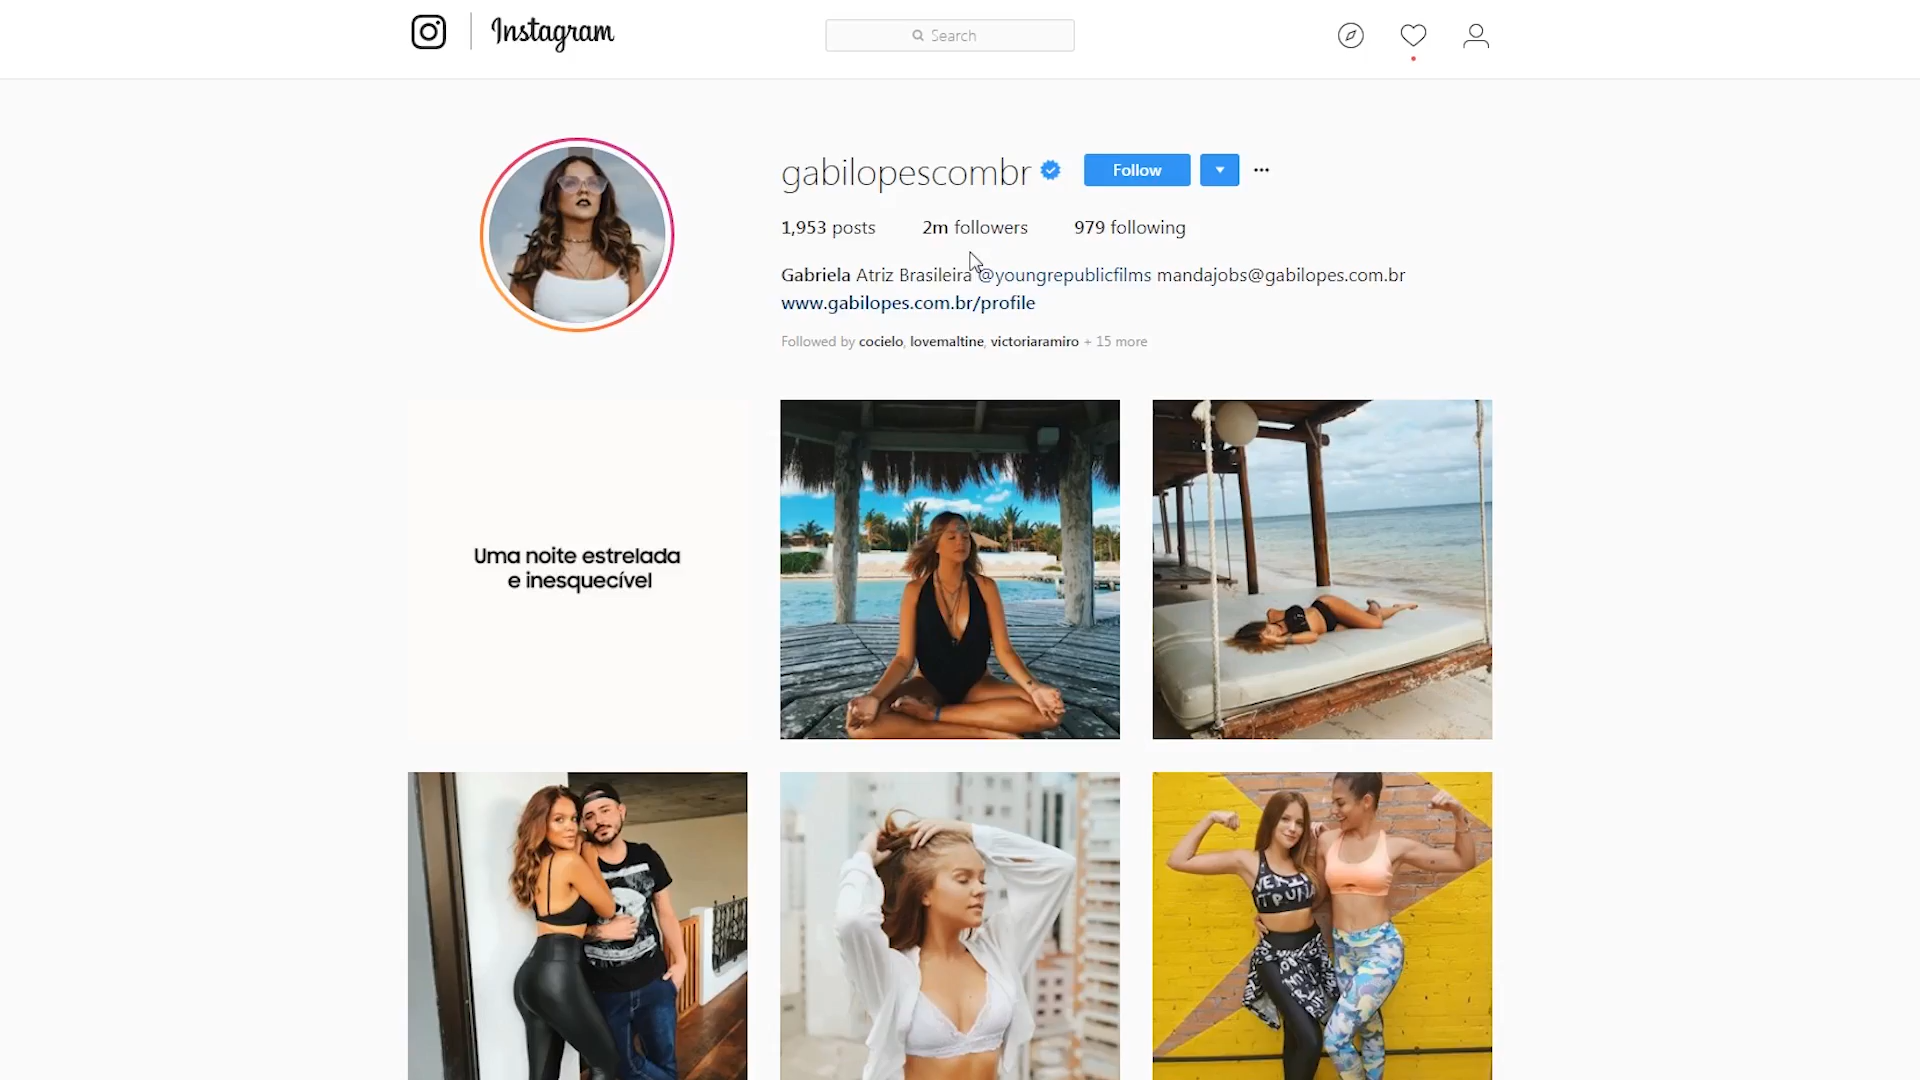 Instagram
Search
gabilopescombr
Follow
1,953 posts 2m followers 979 following
Gabriela Atriz Brasileira @youngrepublicfilms mandajobs@gabilopes.com.br
www.gabilopes.com.br/profile
Followed by cocielo, lovemaltine, victoriaramiro + 15 more
Uma noite estrelada
e inesquecível